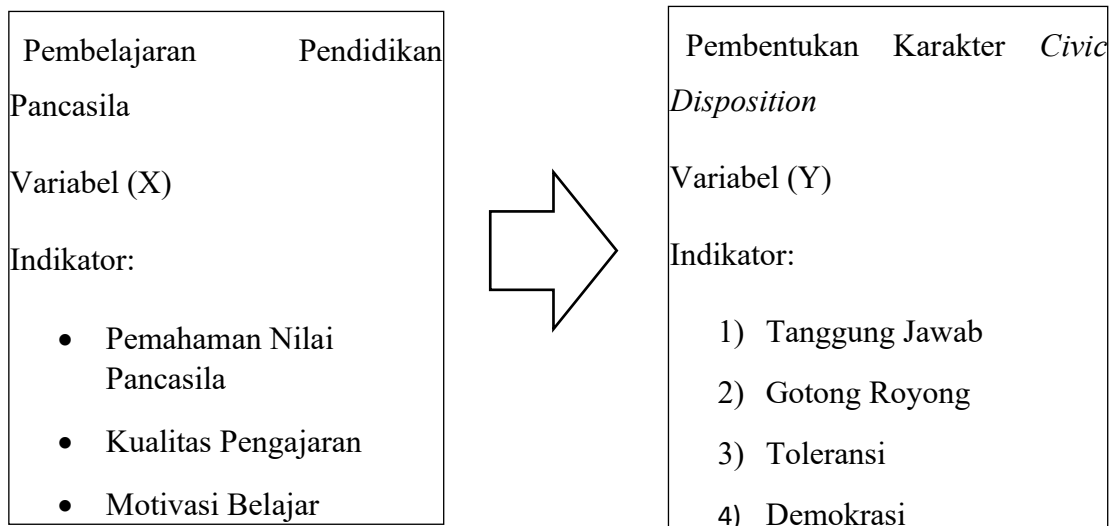 Pembelajaran Pendidikan
Pancasila
Variabel (X)
Indikator:
• Pemahaman Nilai
Pancasila
• Kualitas Pengajaran
• Motivasi Belajar
Pembentukan Karakter Civic
Disposition
Variabel (Y)
Indikator:
1) Tanggung Jawab
2) Gotong Royong
3) Toleransi
4) Demokrasi